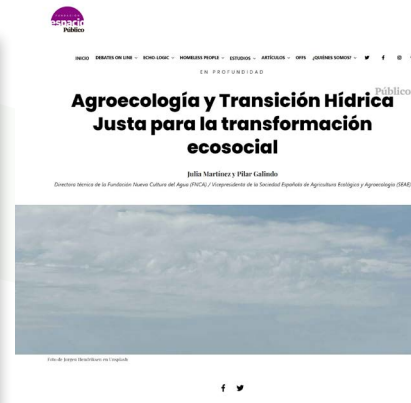 FUNDACIÓN
espacio
Público
INICIO DEBATES ON LINE ECHO-LOGIC HOMELESS PEOPLE ESTUDIOS ARTÍCULOS OFFS ¿QUIÉNES SOMOS?
EN PROFUNDIDAD
Público
Agroecología y Transición Hídrica
Justa para la transformación
ecosocial
Julia Martínez y Pilar Galindo
Directora técnica de la Fundación Nueva Cultura del Agua (FNCA) / Vicepresidenta de la Sociedad Española de Agricultura Ecológica y Agroecología (SEAE)